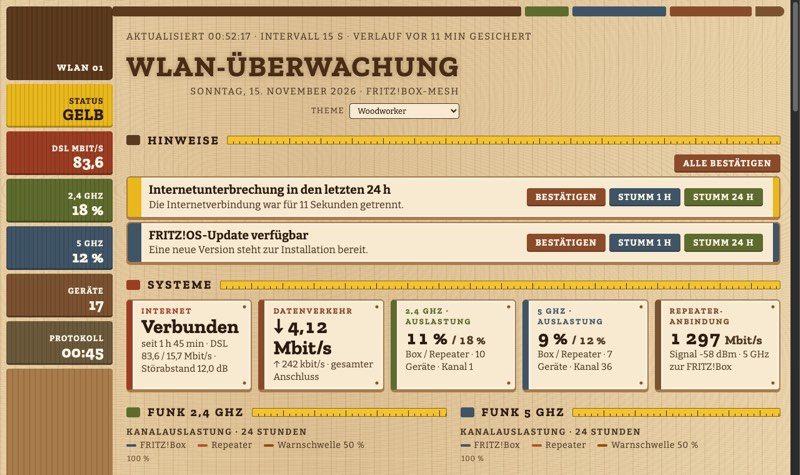 AKTUALISIERT 00:52:17 · INTERVALL 15 S · VERLAUF VOR 11 MIN GESICHERT
WLAN 01
WLAN-ÜBERWACHUNG
SONNTAG, 15. NOVEMBER 2026 · FRITZ!BOX-MESH
STATUS
GELB
THEME Woodworker
DSL MBIT/S
83,6
HINWEISE
ALLE BESTÄTIGEN
2,4 GHZ
18 %
Internetunterbrechung in den letzten 24 h
Die Internetverbindung war für 11 Sekunden getrennt.
BESTÄTIGEN STUMM 1 H STUMM 24 H
5 GHZ
12 %
FRITZ!OS-Update verfügbar
Eine neue Version steht zur Installation bereit.
BESTÄTIGEN STUMM 1 H STUMM 24 H
GERÄTE
17
SYSTEME
PROTOKOLL
00:45
INTERNET
Verbunden
seit 1 h 45 min · DSL
83,6 / 15,7 Mbit/s ·
Störabstand 12,0 dB
DATENVERKEHR
↓ 4,12
Mbit/s
↑ 242 kbit/s · gesamter
Anschluss
2,4 GHZ ·
AUSLASTUNG
11 % / 18 %
Box / Repeater · 10
Geräte · Kanal 1
5 GHZ ·
AUSLASTUNG
9 % / 12 %
Box / Repeater · 7
Geräte · Kanal 36
REPEATER-
ANBINDUNG
1 297 Mbit/s
Signal -58 dBm · 5 GHz
zur FRITZ!Box
FUNK 2,4 GHZ
KANALAUSLASTUNG · 24 STUNDEN
FRITZ!Box Repeater Warnschwelle 50 %
100 %
FUNK 5 GHZ
KANALAUSLASTUNG · 24 STUNDEN
FRITZ!Box Repeater Warnschwelle 50 %
100 %